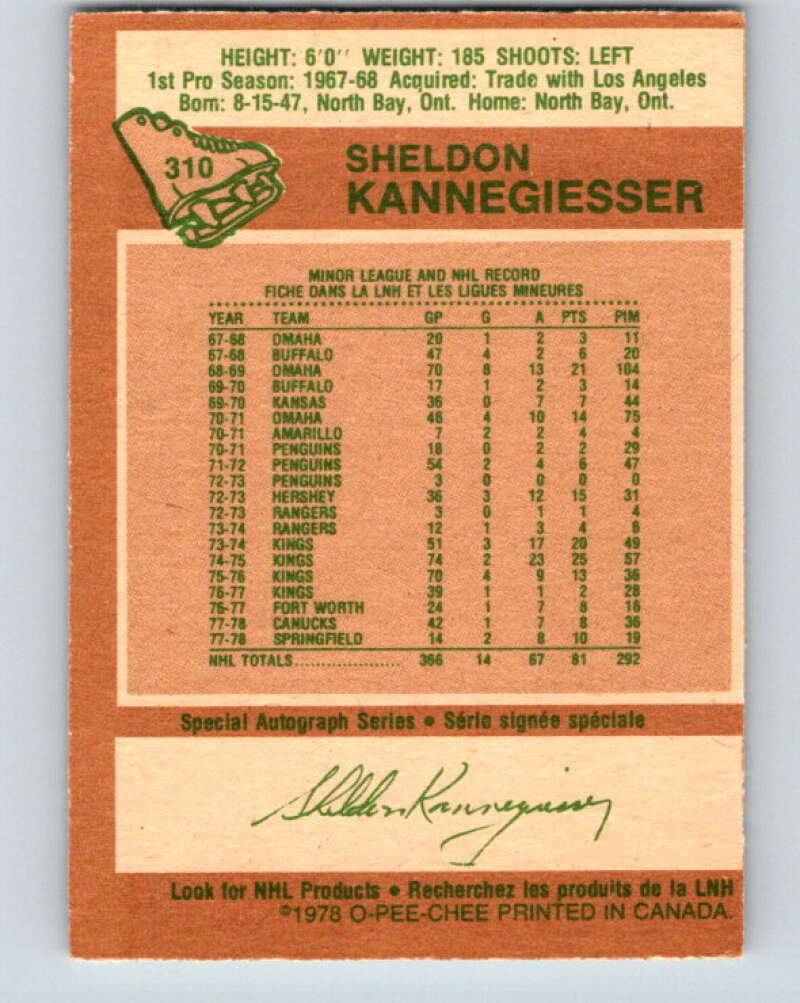 HEIGHT: 6'0'' WEIGHT: 185 SHOOTS: LEFT
1st Pro Season: 1967-68 Acquired: Trade with Los Angeles
Born: 8-15-47, North Bay, Ont. Home: North Bay, Ont.
310
SHELDON
KANNEGIESSER
MINOR LEAGUE AND NHL RECORD
FICHE DANS LA LNH ET LES LIGUES MINEURES
YEAR TEAM GP G A PTS PIM
67-68 OMAHA 20 1 2 3 11
67-68 BUFFALO 47 4 2 6 20
68-69 OMAHA 70 8 13 21 104
69-70 BUFFALO 17 1 2 3 14
69-70 KANSAS 36 0 7 7 44
70-71 OMAHA 46 4 10 14 75
70-71 AMARILLO 7 2 2 4 4
70-71 PENGUINS 18 0 2 2 29
71-72 PENGUINS 54 2 4 6 47
72-73 PENGUINS 3 0 0 0 0
72-73 HERSHEY 36 3 12 15 31
72-73 RANGERS 3 0 1 1 4
73-74 RANGERS 12 1 3 4 6
73-74 KINGS 51 3 17 20 49
74-75 KINGS 74 2 23 25 57
75-76 KINGS 70 4 9 13 36
76-77 KINGS 39 1 1 2 28
76-77 FORT WORTH 24 1 7 8 16
77-78 CANUCKS 42 1 7 8 36
77-78 SPRINGFIELD 14 2 8 10 19
NHL TOTALS.................... 366 14 67 81 292
Special Autograph Series • Série signée spéciale
Sheldon Kannegiesser
Look for NHL Products • Recherchez les produits de la LNH
©1978 O-PEE-CHEE PRINTED IN CANADA.